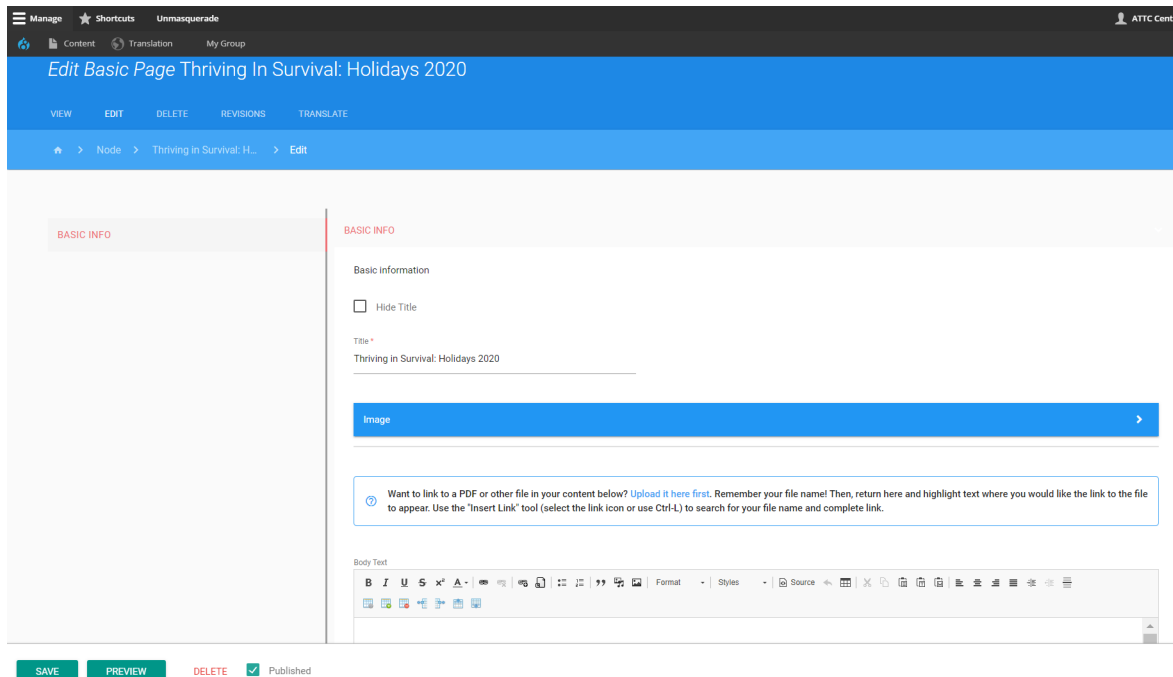 Manage Shortcuts Unmasquerade ATTC Cent
Content Translation My Group
Edit Basic Page Thriving In Survival: Holidays 2020
VIEW EDIT DELETE REVISIONS TRANSLATE
Node > Thriving in Survival: H... > Edit
BASIC INFO
BASIC INFO
Basic information
Hide Title
Title *
Thriving in Survival: Holidays 2020
Image
Want to link to a PDF or other file in your content below? Upload it here first. Remember your file name! Then, return here and highlight text where you would like the link to the file
to appear. Use the "Insert Link" tool (select the link icon or use Ctrl-L) to search for your file name and complete link.
Body Text
B I U S x² A Format Styles Source
SAVE PREVIEW DELETE Published